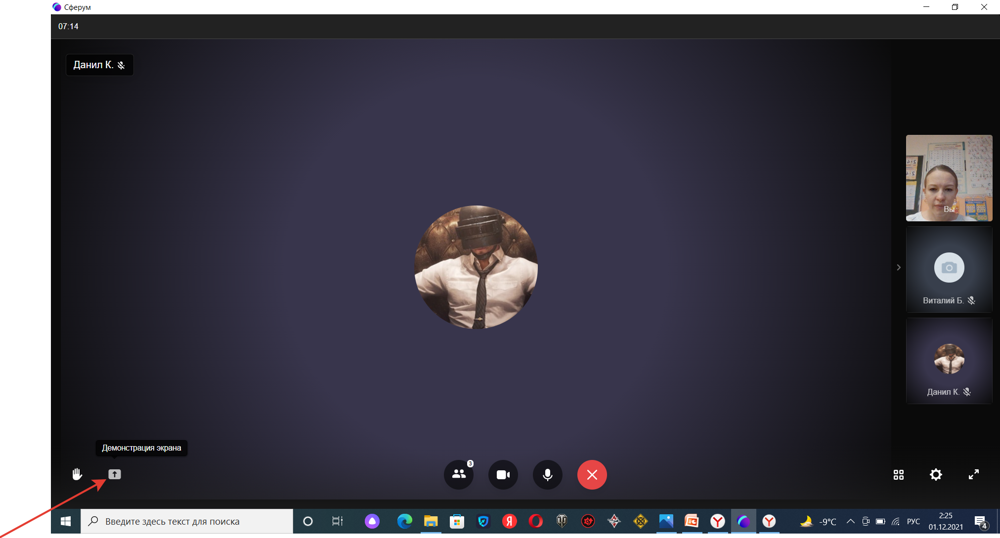 Сферум
07:14
Данил К.
Вы
Виталий Б.
Данил К.
Демонстрация экрана
3
Введите здесь текст для поиска
-9°C
РУС
2:25
01.12.2021
4